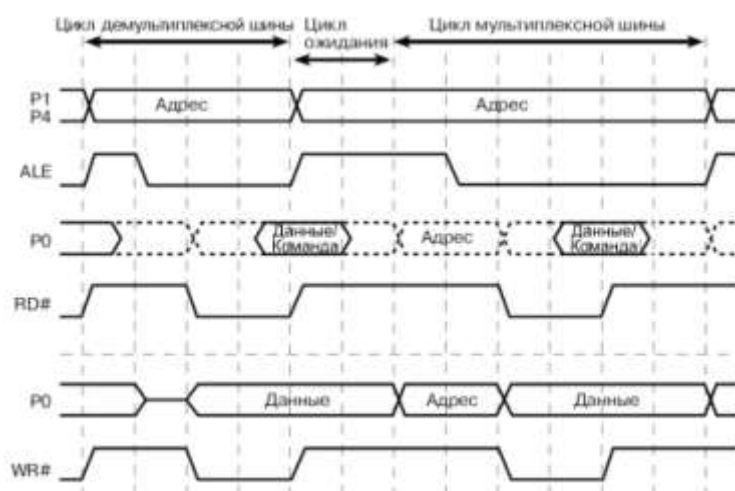 Цикл демультиплексной шины
Цикл
ожидания
Цикл мультиплексной шины
P1
P4
Адрес
Адрес
ALE
P0
Данные/
Команда
Адрес
Данные/
Команда
RD#
P0
Данные
Адрес
Данные
WR#